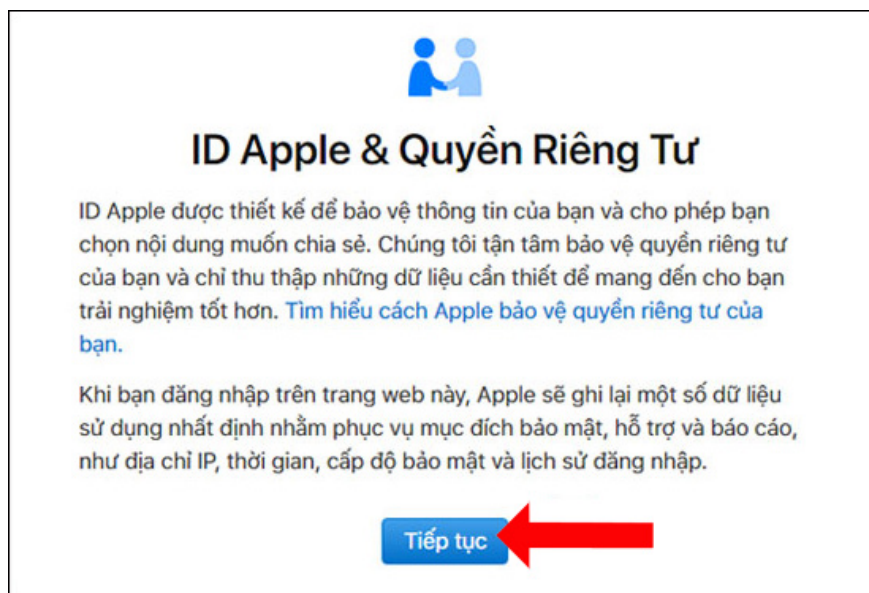 ID Apple & Quyền Riêng Tư
ID Apple được thiết kế để bảo vệ thông tin của bạn và cho phép bạn
chọn nội dung muốn chia sẻ. Chúng tôi tận tâm bảo vệ quyền riêng tư
của bạn và chỉ thu thập những dữ liệu cần thiết để mang đến cho bạn
trải nghiệm tốt hơn. Tìm hiểu cách Apple bảo vệ quyền riêng tư của
bạn.
Khi bạn đăng nhập trên trang web này, Apple sẽ ghi lại một số dữ liệu
sử dụng nhất định nhằm phục vụ mục đích bảo mật, hỗ trợ và báo cáo,
như địa chỉ IP, thời gian, cấp độ bảo mật và lịch sử đăng nhập.
Tiếp tục